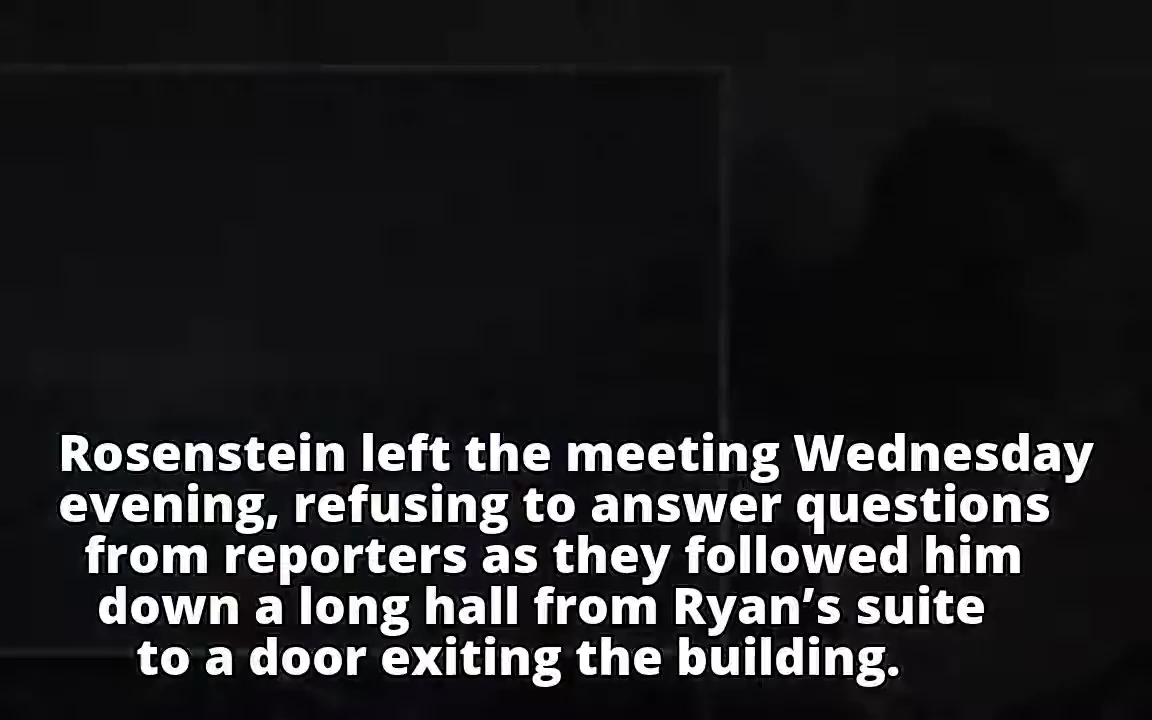 Rosenstein left the meeting Wednesday
evening, refusing to answer questions
from reporters as they followed him
down a long hall from Ryan’s suite
to a door exiting the building.